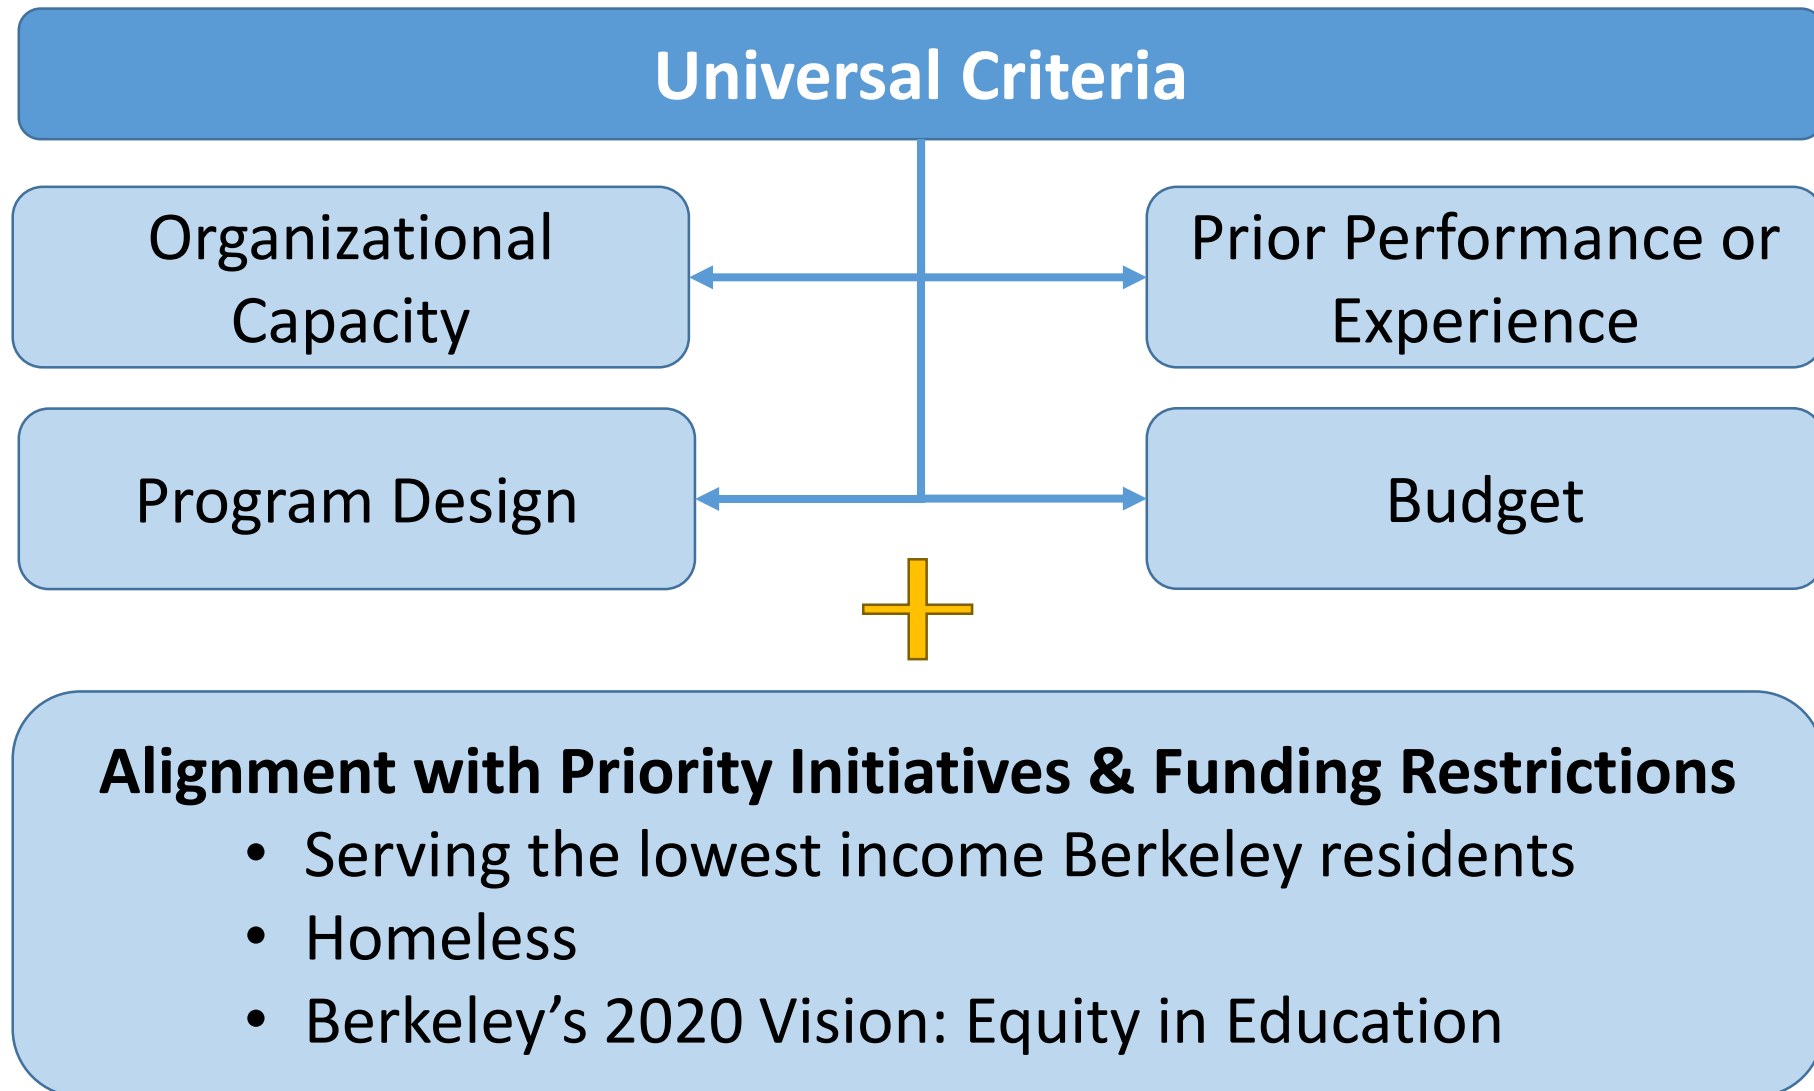 Universal Criteria
Organizational
Capacity
Prior Performance or
Experience
Program Design
Budget
Alignment with Priority Initiatives & Funding Restrictions
• Serving the lowest income Berkeley residents
• Homeless
• Berkeley’s 2020 Vision: Equity in Education